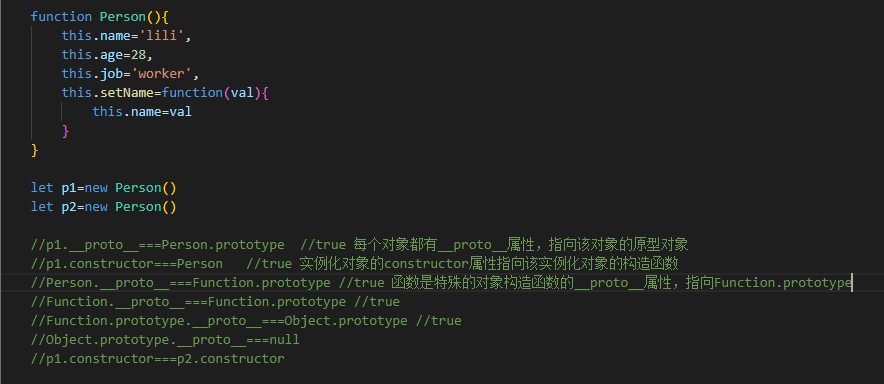 function Person(){
this.name='lili',
this.age=28,
this.job='worker',
this.setName=function(val){
this.name=val
}
}
let p1=new Person()
let p2=new Person()
//p1.__proto__===Person.prototype  //true 每个对象都有__proto__属性，指向该对象的原型对象
//p1.constructor===Person   //true 实例化对象的constructor属性指向该实例化对象的构造函数
//Person.__proto__===Function.prototype //true 函数是特殊的对象构造函数的__proto__属性，指向Function.prototype
//Function.__proto__===Function.prototype //true
//Function.prototype.__proto__===Object.prototype //true
//Object.prototype.__proto__===null
//p1.constructor===p2.constructor